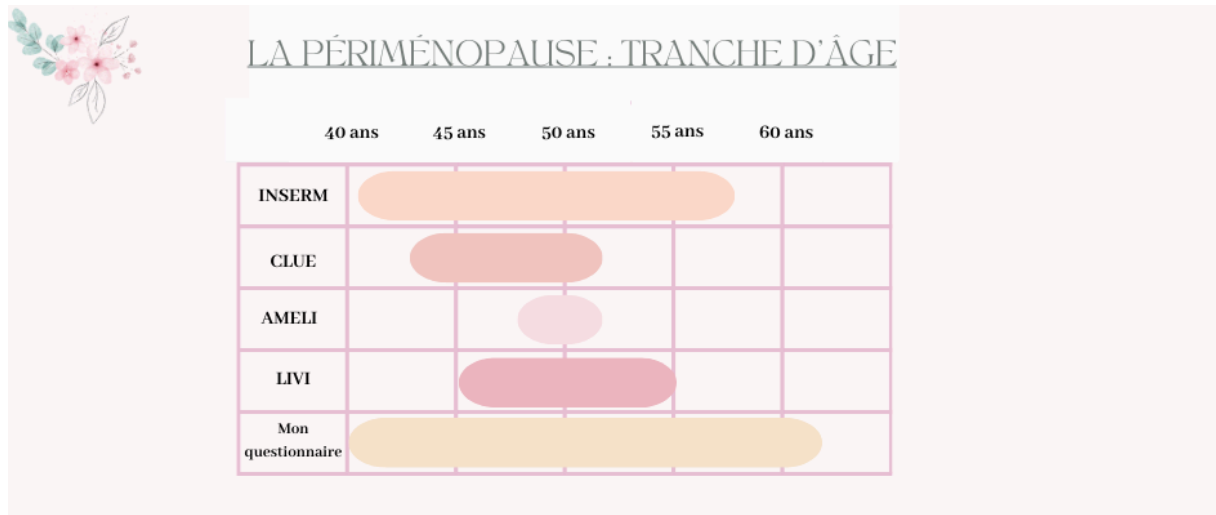 LA PÉRIMÉNOPAUSE : TRANCHE D'ÂGE
40 ans 45 ans 50 ans 55 ans 60 ans
INSERM
CLUE
AMELI
LIVI
Mon
questionnaire